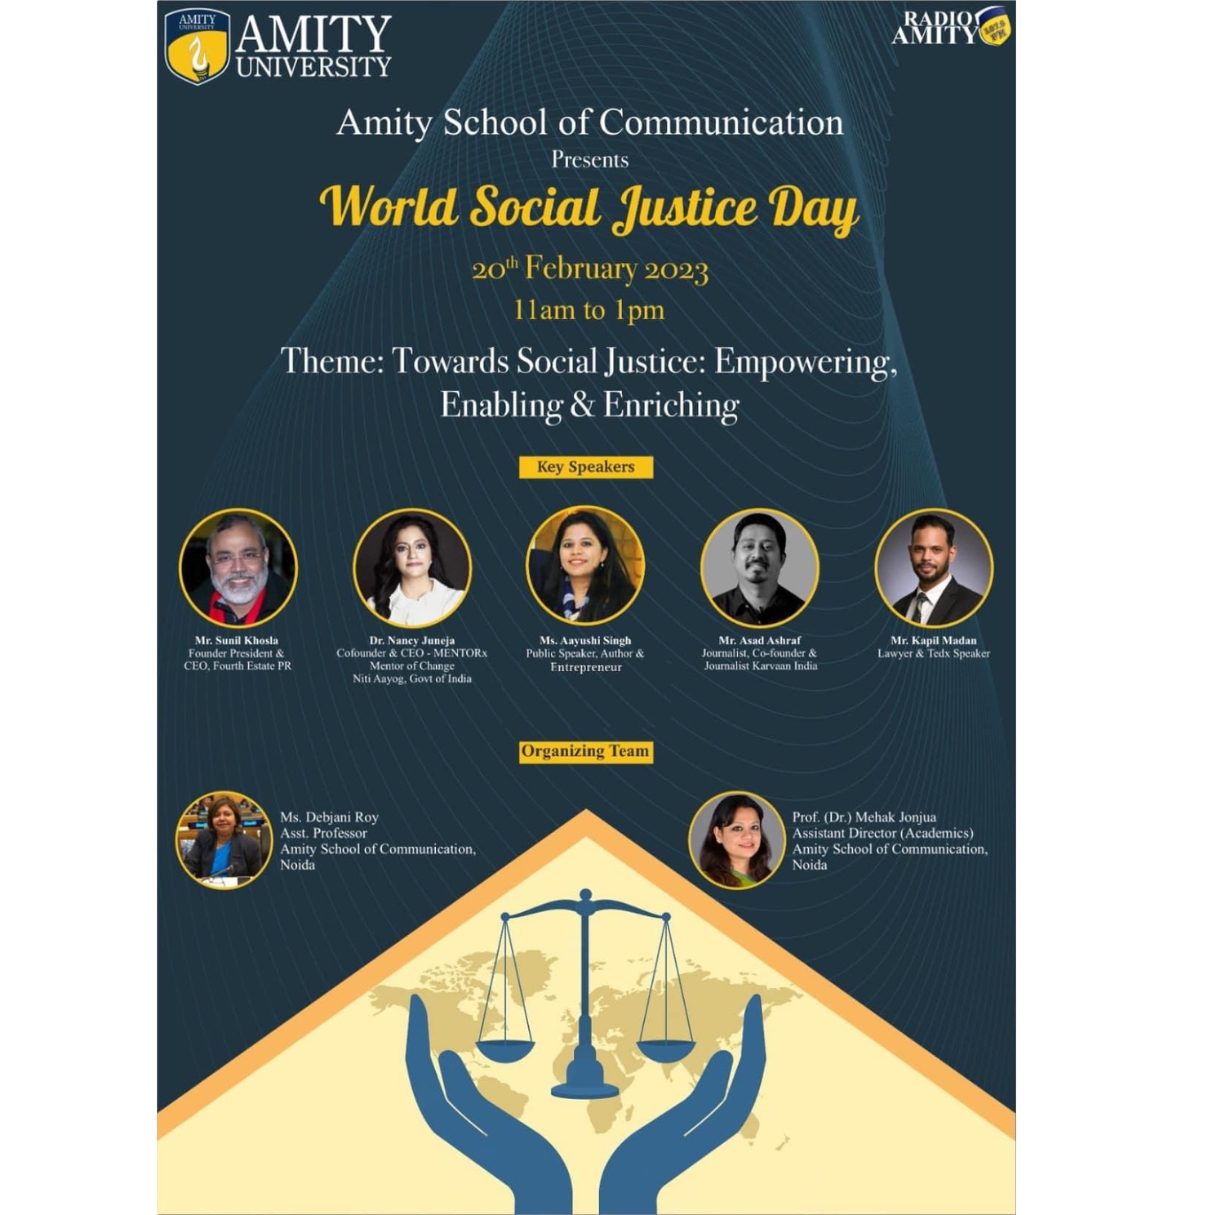 AMITY
UNIVERSITY
AMITY
UNIVERSITY
RADIO
AMITY
107.8
FM
Amity School of Communication
Presents
World Social Justice Day
20th February 2023
11am to 1pm
Theme: Towards Social Justice: Empowering,
Enabling & Enriching
Key Speakers
Mr. Sunil Khosla
Founder President &
CEO, Fourth Estate PR
Dr. Nancy Juneja
Cofounder & CEO - MENTORx
Mentor of Change
Niti Aayog, Govt of India
Ms. Aayushi Singh
Public Speaker, Author &
Entrepreneur
Mr. Asad Ashraf
Journalist, Co-founder &
Journalist Karvaan India
Mr. Kapil Madan
Lawyer & Tedx Speaker
Organizing Team
Ms. Debjani Roy
Asst. Professor
Amity School of Communication,
Noida
Prof. (Dr.) Mehak Jonjua
Assistant Director (Academics)
Amity School of Communication,
Noida